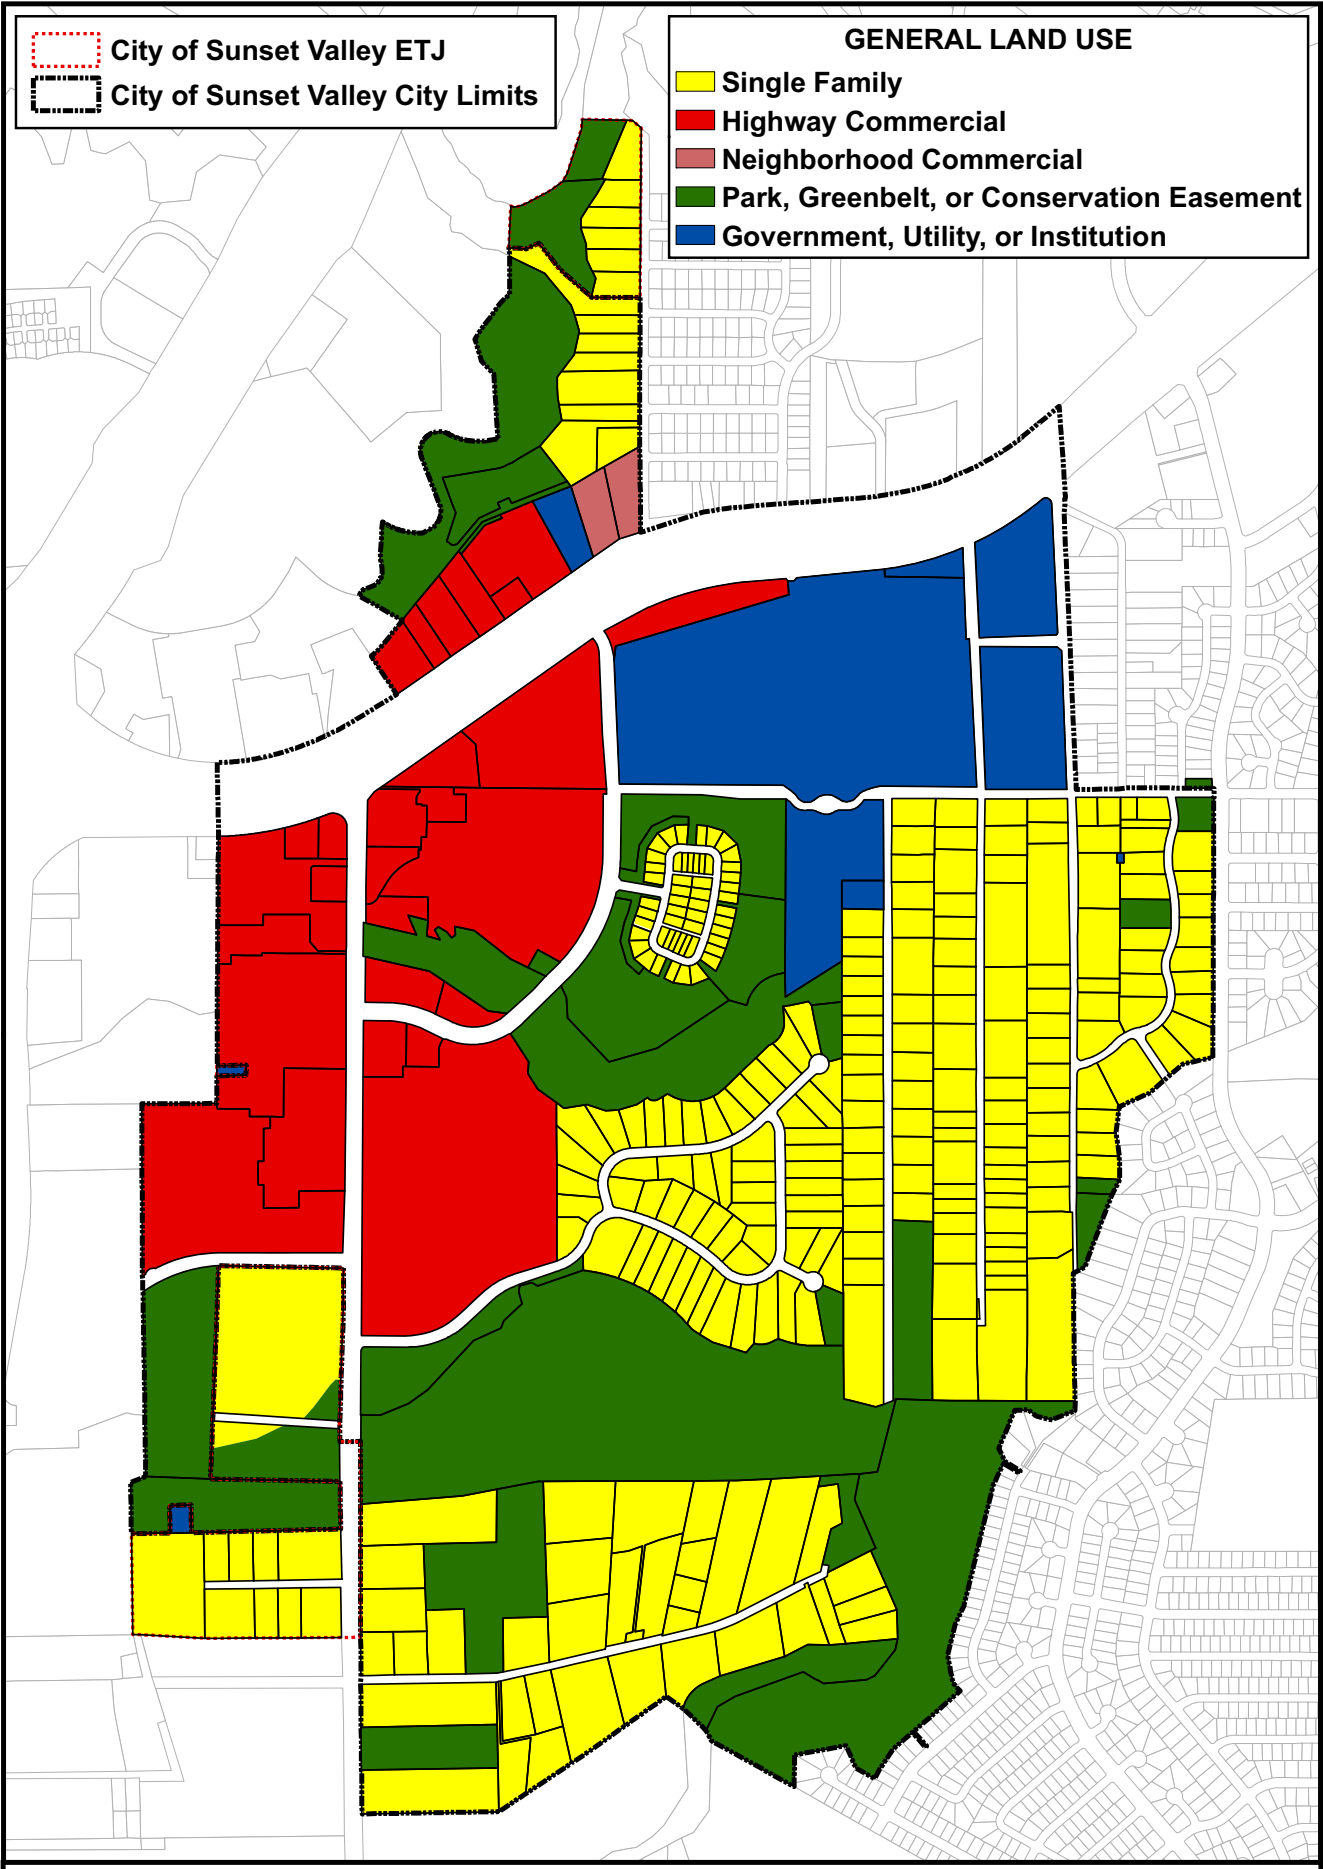 City of Sunset Valley ETJ
City of Sunset Valley City Limits
GENERAL LAND USE
Single Family
Highway Commercial
Neighborhood Commercial
Park, Greenbelt, or Conservation Easement
Government, Utility, or Institution